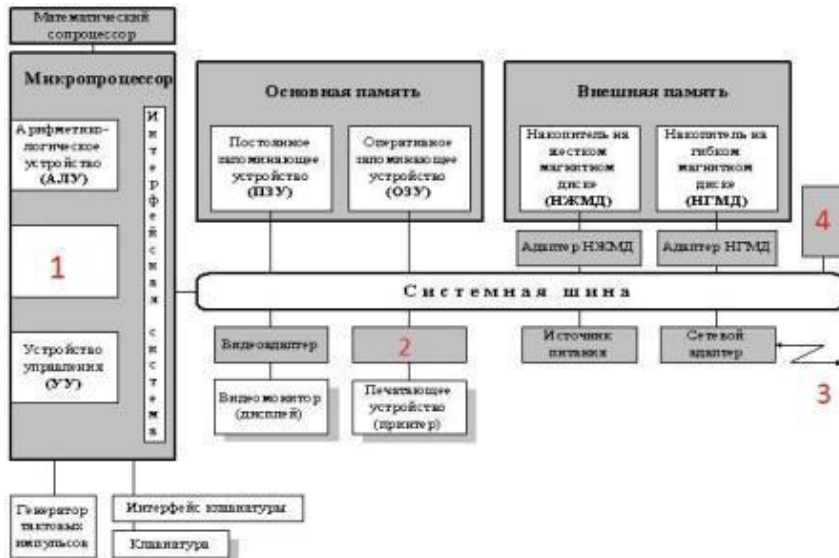 Математический
сопроцессор
Микропроцессор
Арифметико-
логическое
устройство
(АЛУ)
1
Устройство
управления
(УУ)
Интерфейсная система
Основная память
Постоянное
запоминающее
устройство
(ПЗУ)
Оперативное
запоминающее
устройство
(ОЗУ)
Внешняя память
Накопитель на
жестком
магнитном
диске
(НЖМД)
Накопитель на
гибком
магнитном
диске
(НГМД)
Адаптер НЖМД
Адаптер НГМД
4
Системная шина
Видеоадаптер
2
Источник
питания
Сетевой
адаптер
3
Видеомонитор
(дисплей)
Печатающее
устройство
(принтер)
Генератор
тактовых
импульсов
Интерфейс клавиатуры
Клавиатура